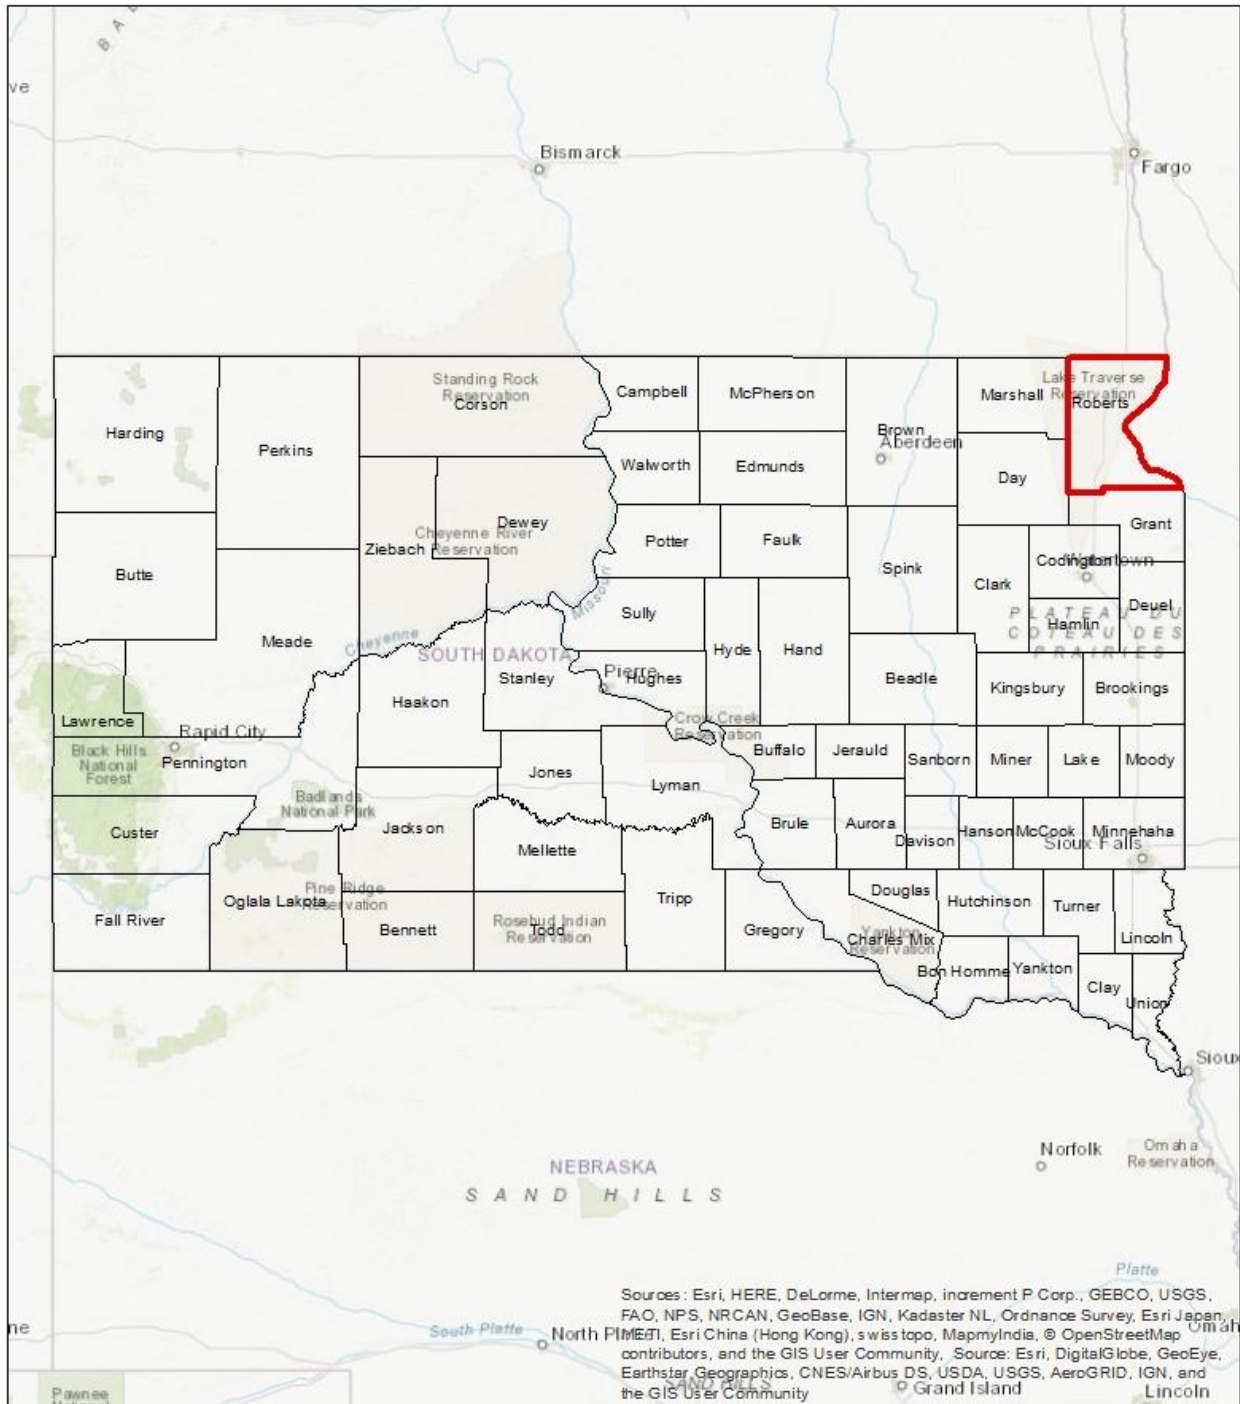 B A
ve
Bismarck
Fargo
Standing Rock
Reservation
Corson
Campbell
McPherson
Marshall
Lake Traverse
Reservation
Roberts
Harding
Perkins
Brown
Aberdeen
Walworth
Edmunds
Day
Dewey
Cheyenne River
Reservation
Ziebach
Potter
Faulk
Grant
Butte
Spink
Clark
Codington
Watertown
Missouri
Sully
Deuel
PLATEAU DU
COTEAU DES
PRAIRIES
Hamlin
Meade
Cheyenne
SOUTH DAKOTA
Hyde
Hand
Stanley
Pierre
Hughes
Beadle
Kingsbury
Brookings
Haakon
Lawrence
Rapid City
Crow Creek
Reservation
Black Hills
National
Forest
Pennington
Buffalo
Jerauld
Sanborn
Miner
Lake
Moody
Jones
Lyman
Badlands
National Park
Custer
Jackson
Brule
Aurora
Davison
Hanson
McCook
Minnehaha
Sioux Falls
Mellette
Pine Ridge
Reservation
Oglala Lakota
Tripp
Douglas
Hutchinson
Turner
Fall River
Bennett
Rosebud Indian
Reservation
Todd
Gregory
Yankton
Reservation
Charles Mix
Lincoln
Bon Homme
Yankton
Clay
Union
Sioux
Norfolk
Omaha
Reservation
NEBRASKA
SAND HILLS
Platte
ne
South Platte
North Platte
Omah
Sources: Esri, HERE, DeLorme, Intermap, increment P Corp., GEBCO, USGS,
FAO, NPS, NRCAN, GeoBase, IGN, Kadaster NL, Ordnance Survey, Esri Japan,
METI, Esri China (Hong Kong), swisstopo, MapmyIndia, © OpenStreetMap
contributors, and the GIS User Community, Source: Esri, DigitalGlobe, GeoEye,
Earthstar Geographics, CNES/Airbus DS, USDA, USGS, AeroGRID, IGN, and
the GIS User Community
SAND HILLS
Grand Island
Lincoln
Pawnee